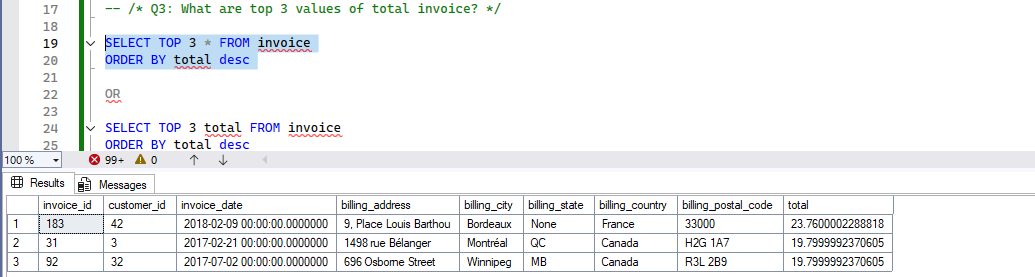 17 -- /* Q3: What are top 3 values of total invoice? */
18
19 SELECT TOP 3 * FROM invoice
20 ORDER BY total desc
21
22 OR
23
24 SELECT TOP 3 total FROM invoice
25 ORDER BY total desc
100 % 99+ 0
Results Messages
invoice_id customer_id invoice_date billing_address billing_city billing_state billing_country billing_postal_code total
1 183 42 2018-02-09 00:00:00.0000000 9, Place Louis Barthou Bordeaux None France 33000 23.7600002288818
2 31 3 2017-02-21 00:00:00.0000000 1498 rue Bélanger Montréal QC Canada H2G 1A7 19.7999992370605
3 92 32 2017-07-02 00:00:00.0000000 696 Osborne Street Winnipeg MB Canada R3L 2B9 19.7999992370605